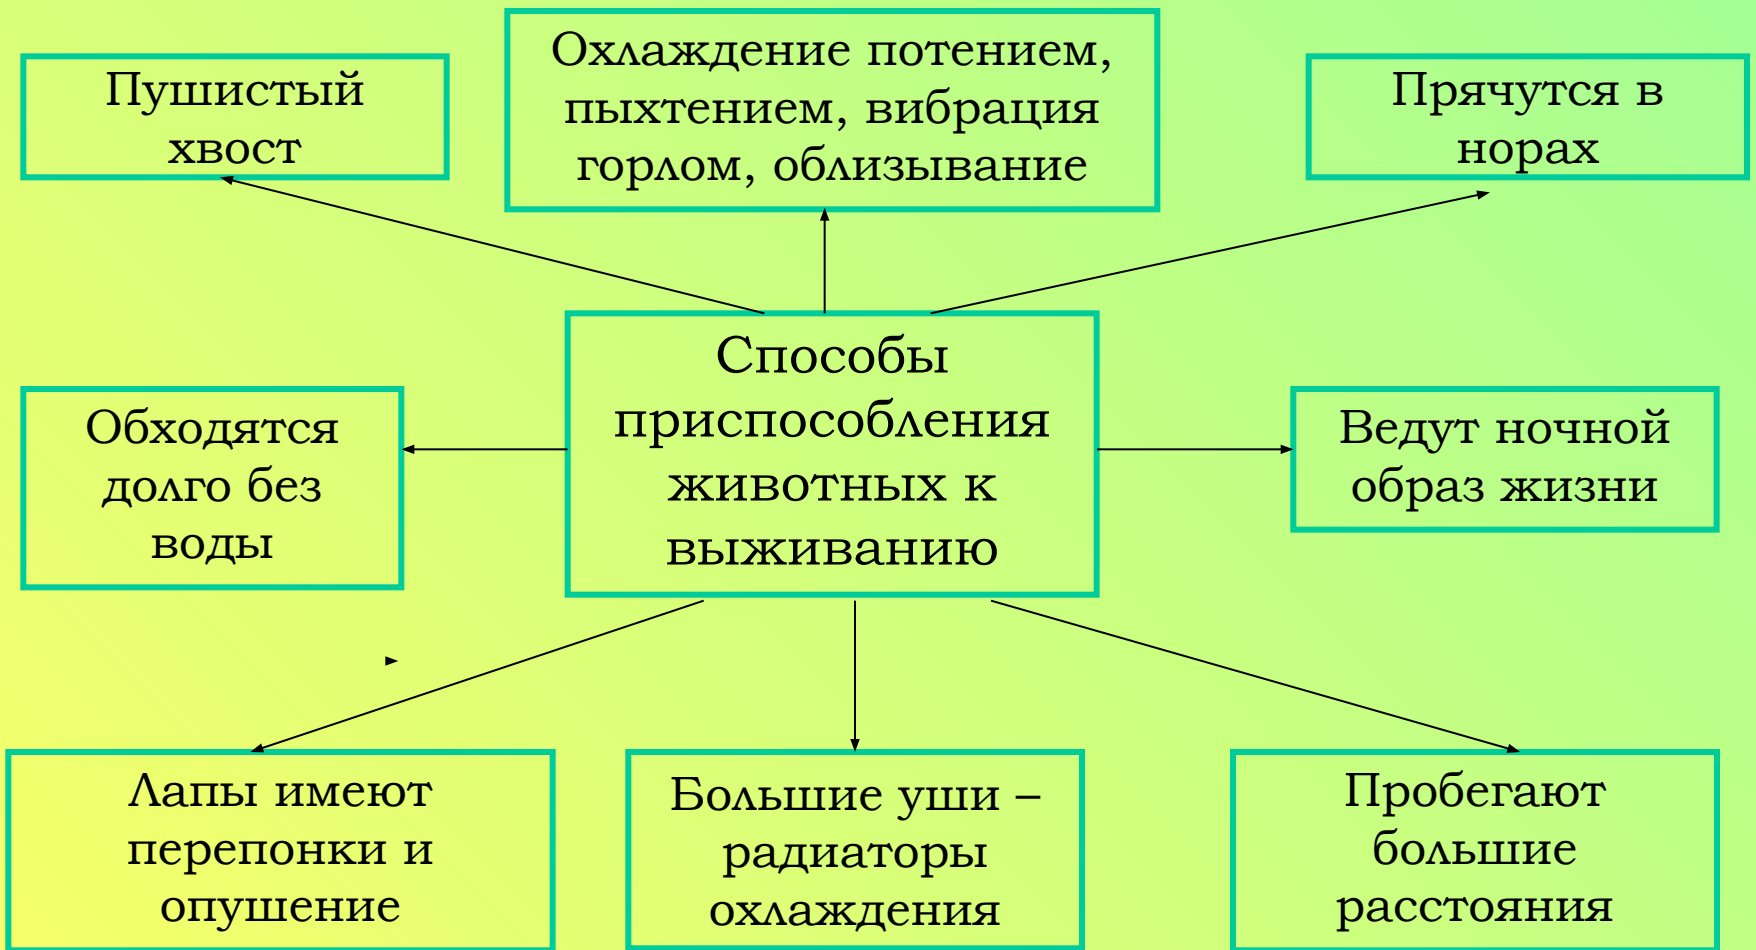 Пушистый
хвост
Охлаждение потением,
пыхтением, вибрация
горлом, облизывание
Прячутся в
норах
Обходятся
долго без
воды
Способы
приспособления
животных к
выживанию
Ведут ночной
образ жизни
Лапы имеют
перепонки и
опушение
Большие уши –
радиаторы
охлаждения
Пробегают
большие
расстояния